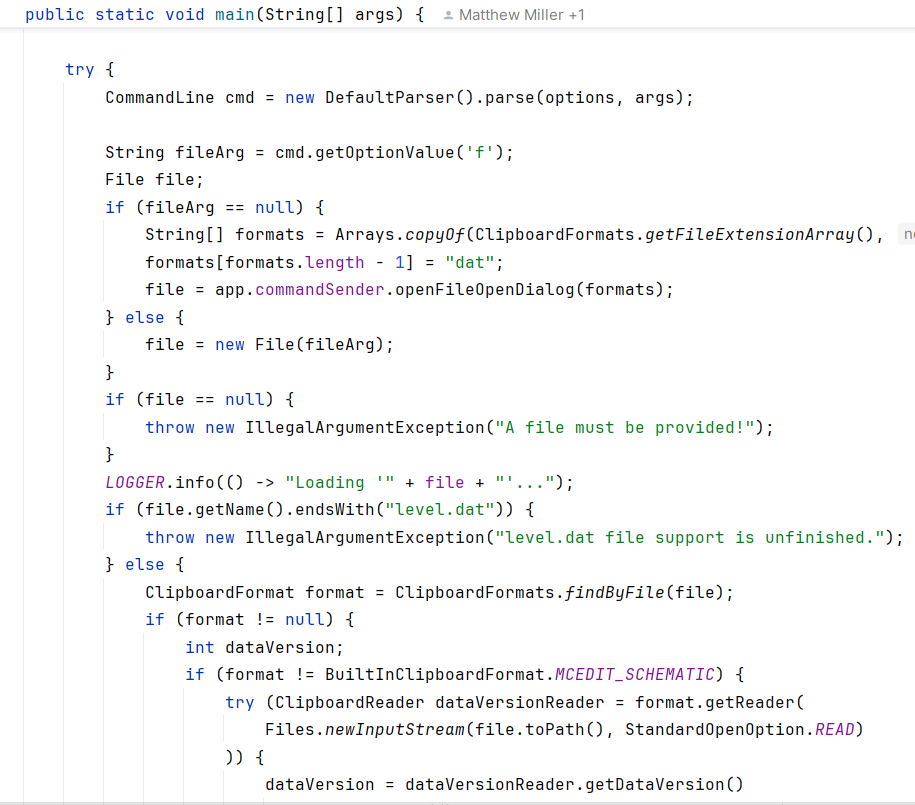 public static void main(String[] args) { Matthew Miller +1
try {
CommandLine cmd = new DefaultParser().parse(options, args);
String fileArg = cmd.getOptionValue('f');
File file;
if (fileArg == null) {
String[] formats = Arrays.copyOf(ClipboardFormats.getFileExtensionArray(),
formats[formats.length - 1] = "dat";
file = app.commandSender.openFileOpenDialog(formats);
} else {
file = new File(fileArg);
}
if (file == null) {
throw new IllegalArgumentException("A file must be provided!");
}
LOGGER.info(() -> "Loading '" + file + "'...");
if (file.getName().endsWith("level.dat")) {
throw new IllegalArgumentException("level.dat file support is unfinished.");
} else {
ClipboardFormat format = ClipboardFormats.findByFile(file);
if (format != null) {
int dataVersion;
if (format != BuiltInClipboardFormat.MCEDIT_SCHEMATIC) {
try (ClipboardReader dataVersionReader = format.getReader(
Files.newInputStream(file.toPath(), StandardOpenOption.READ)
)) {
dataVersion = dataVersionReader.getDataVersion()